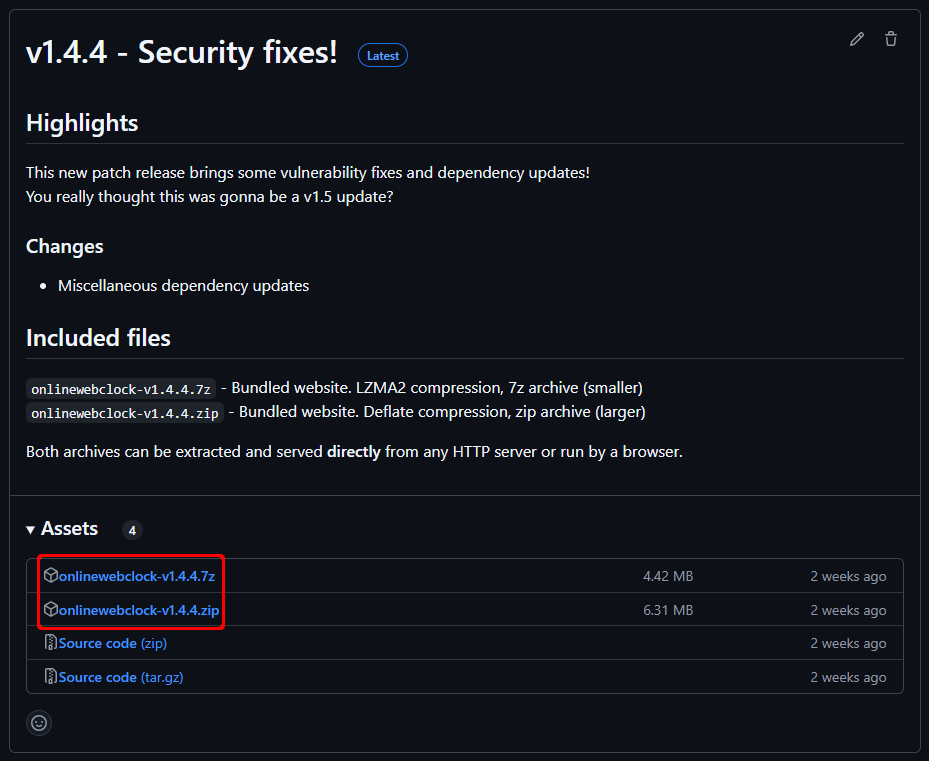 v1.4.4 - Security fixes! Latest
Highlights
This new patch release brings some vulnerability fixes and dependency updates!
You really thought this was gonna be a v1.5 update?
Changes
Miscellaneous dependency updates
Included files
onlinewebclock-v1.4.4.7z - Bundled website. LZMA2 compression, 7z archive (smaller)
onlinewebclock-v1.4.4.zip - Bundled website. Deflate compression, zip archive (larger)
Both archives can be extracted and served directly from any HTTP server or run by a browser.
Assets 4
onlinewebclock-v1.4.4.7z 4.42 MB 2 weeks ago
onlinewebclock-v1.4.4.zip 6.31 MB 2 weeks ago
Source code (zip) 2 weeks ago
Source code (tar.gz) 2 weeks ago